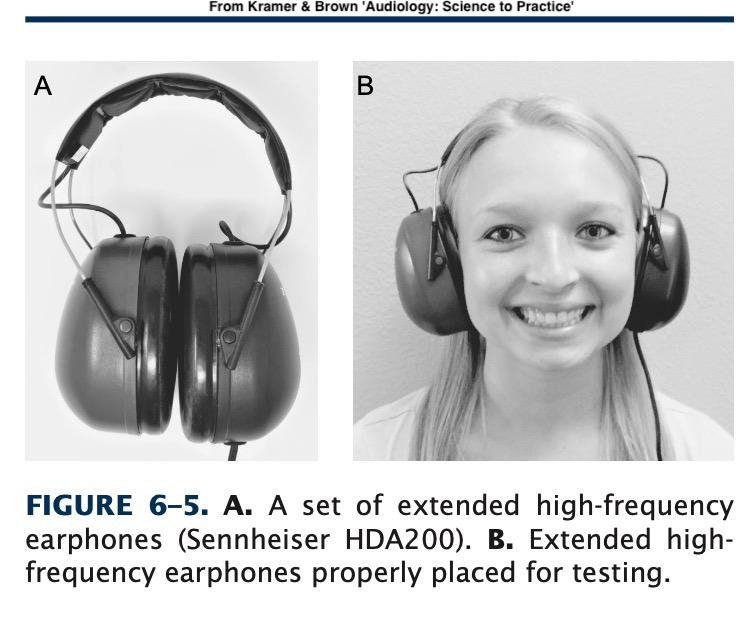 From Kramer & Brown 'Audiology: Science to Practice'
A
B
FIGURE 6–5. A. A set of extended high-frequency
earphones (Sennheiser HDA200). B. Extended high-
frequency earphones properly placed for testing.